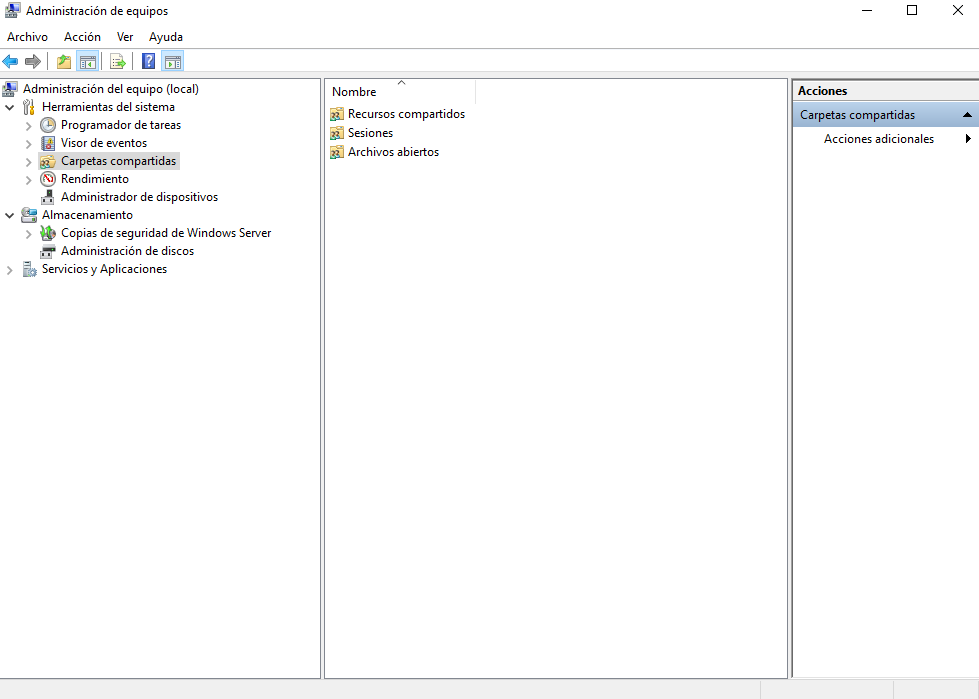 Administración de equipos
Archivo Acción Ver Ayuda
Administración del equipo (local)
Herramientas del sistema
Programador de tareas
Visor de eventos
Carpetas compartidas
Rendimiento
Administrador de dispositivos
Almacenamiento
Copias de seguridad de Windows Server
Administración de discos
Servicios y Aplicaciones
Nombre
Recursos compartidos
Sesiones
Archivos abiertos
Acciones
Carpetas compartidas
Acciones adicionales